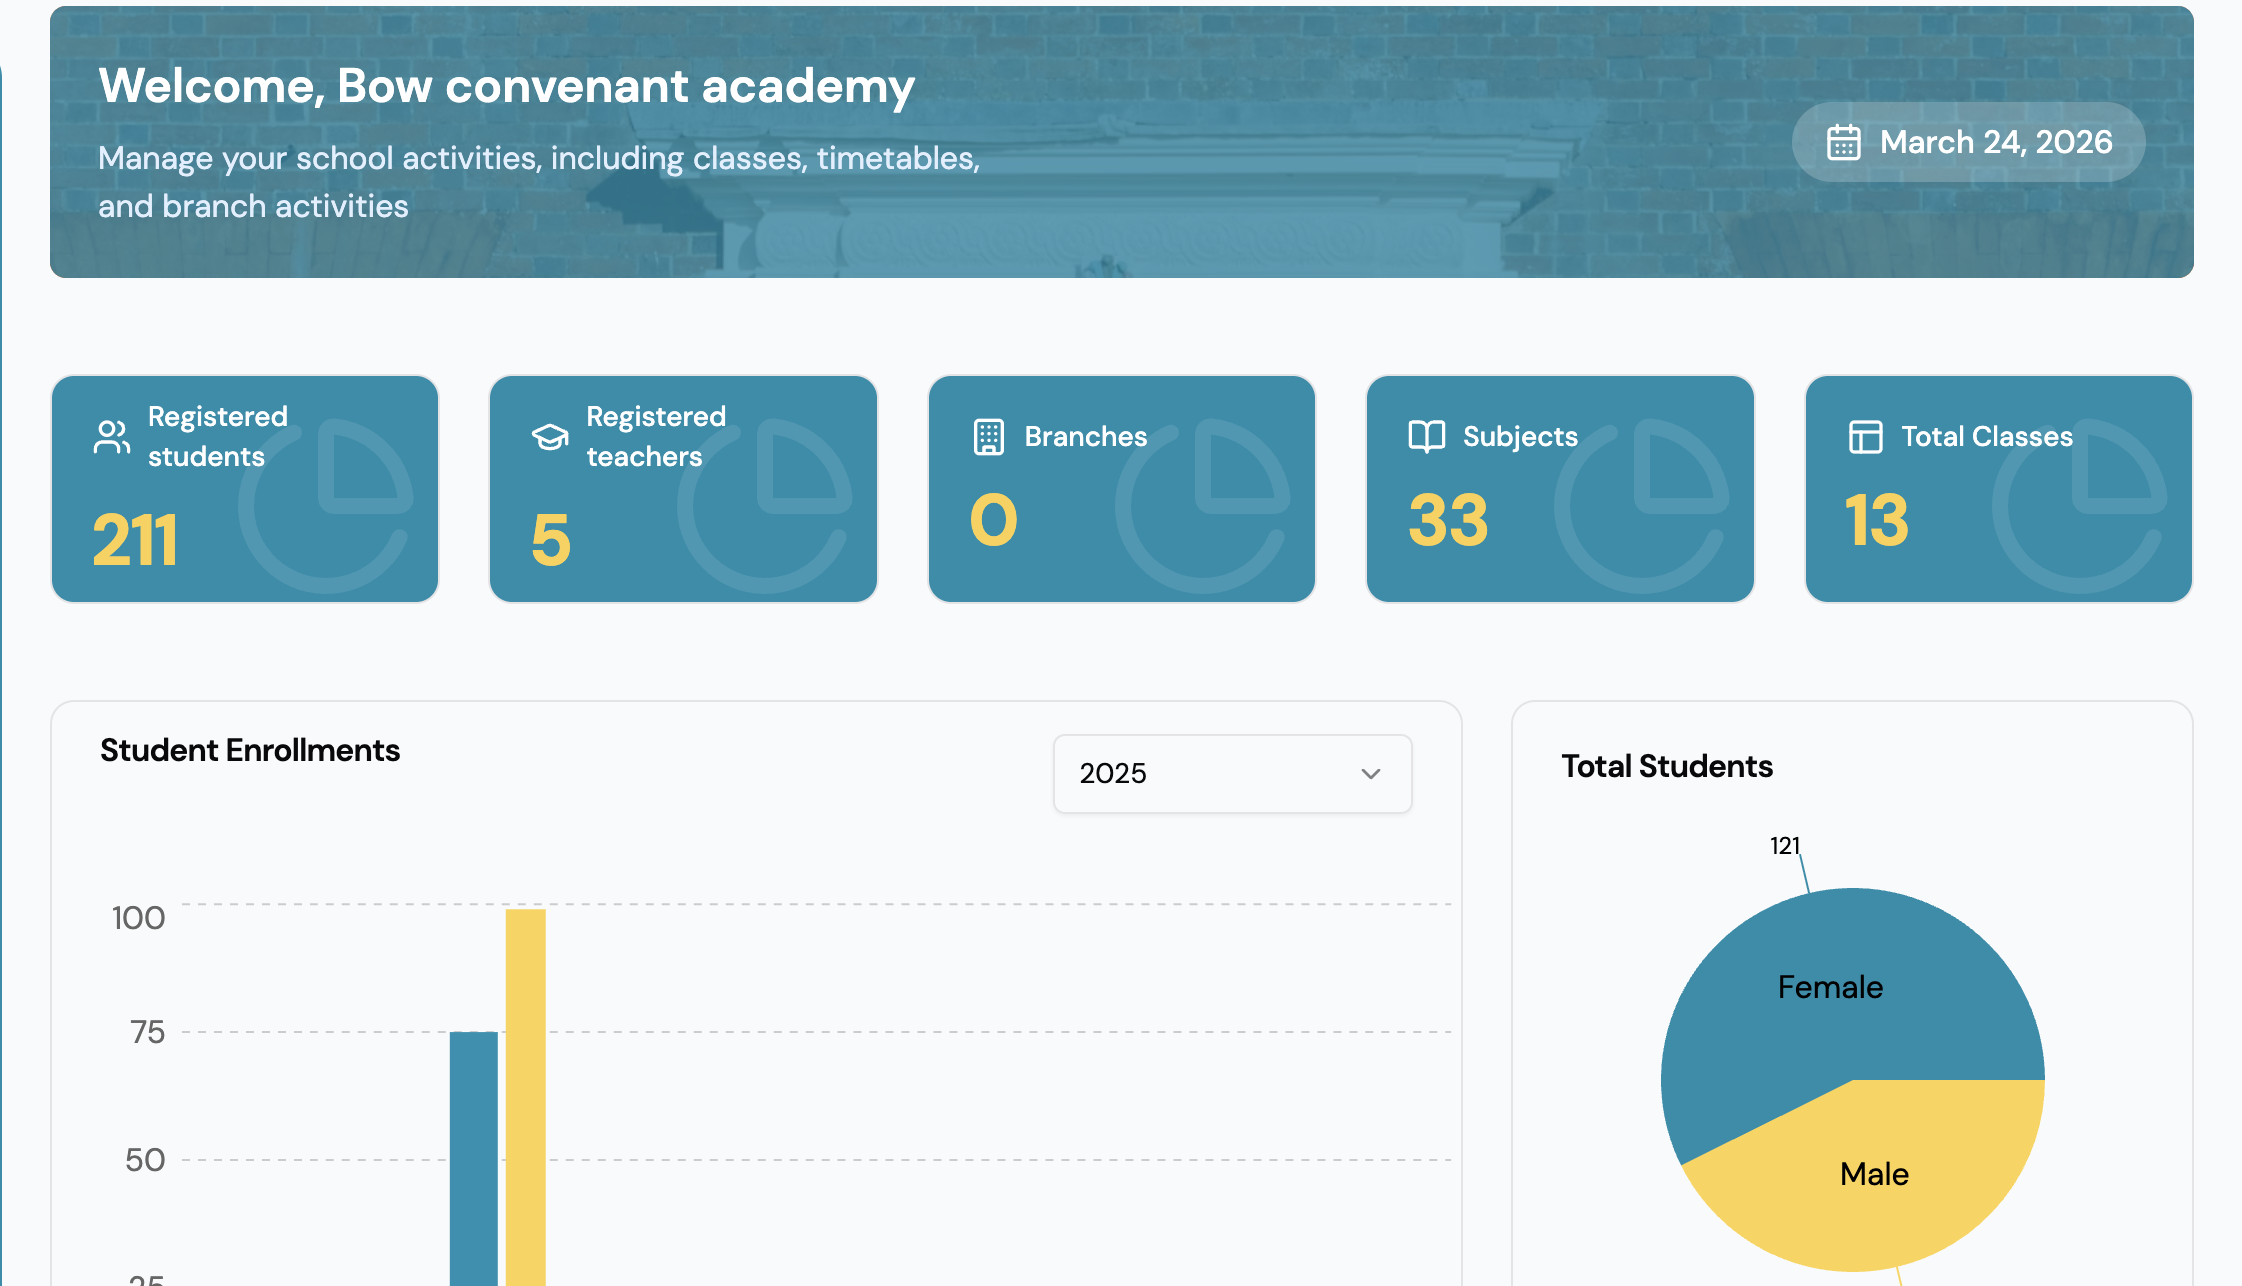 Welcome, Bow convenant academy
Manage your school activities, including classes, timetables,
and branch activities
March 24, 2026
Registered
students
211
Registered
teachers
5
Branches
0
Subjects
33
Total Classes
13
Student Enrollments
2025
100
75
50
25
Total Students
121
Female
Male